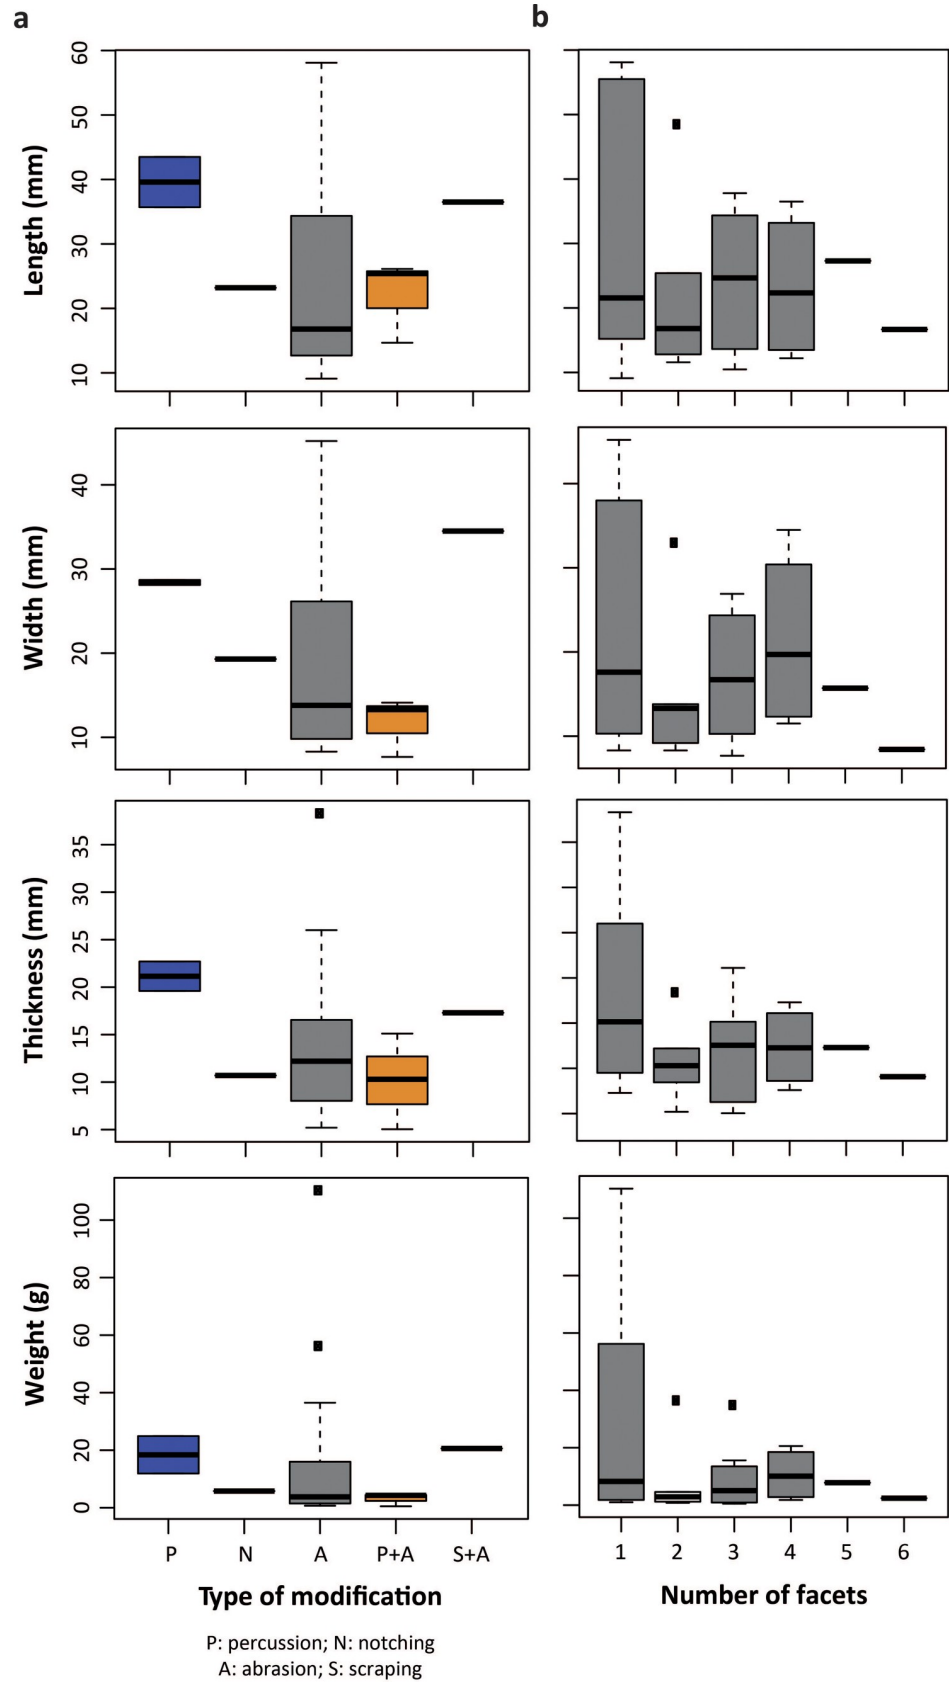 a
b
Length (mm)
60
50
40
30
20
10
Width (mm)
40
30
20
10
Thickness (mm)
35
30
25
20
15
10
5
Weight (g)
100
80
60
40
20
0
P N A P+A S+A
1 2 3 4 5 6
Type of modification
Number of facets
P: percussion; N: notching
A: abrasion; S: scraping